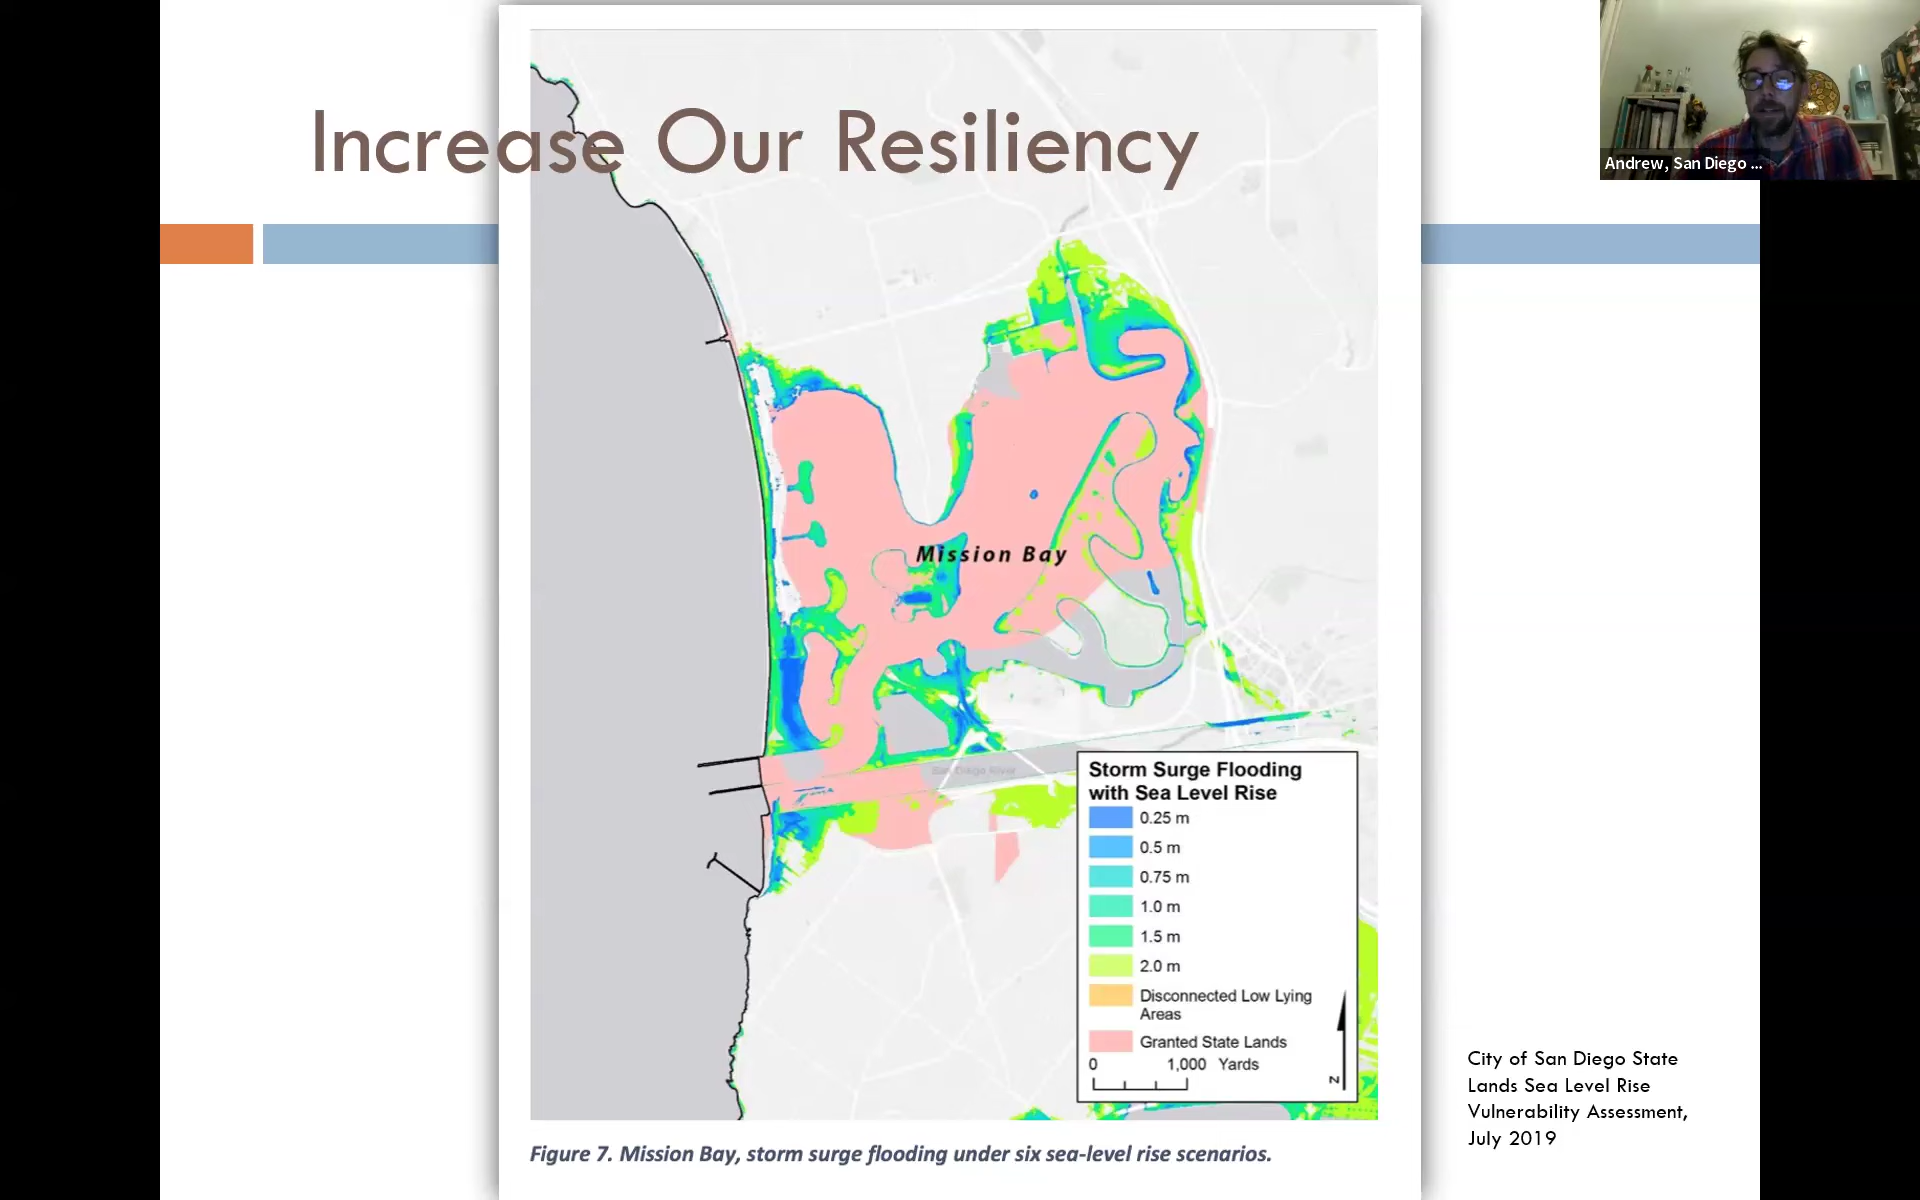 Increase Our Resiliency
Andrew, San Diego ...
Mission Bay
San Diego River
Storm Surge Flooding
with Sea Level Rise
0.25 m
0.5 m
0.75 m
1.0 m
1.5 m
2.0 m
Disconnected Low Lying
Areas
Granted State Lands
0 1,000 Yards
N
City of San Diego State
Lands Sea Level Rise
Vulnerability Assessment,
July 2019
Figure 7. Mission Bay, storm surge flooding under six sea-level rise scenarios.